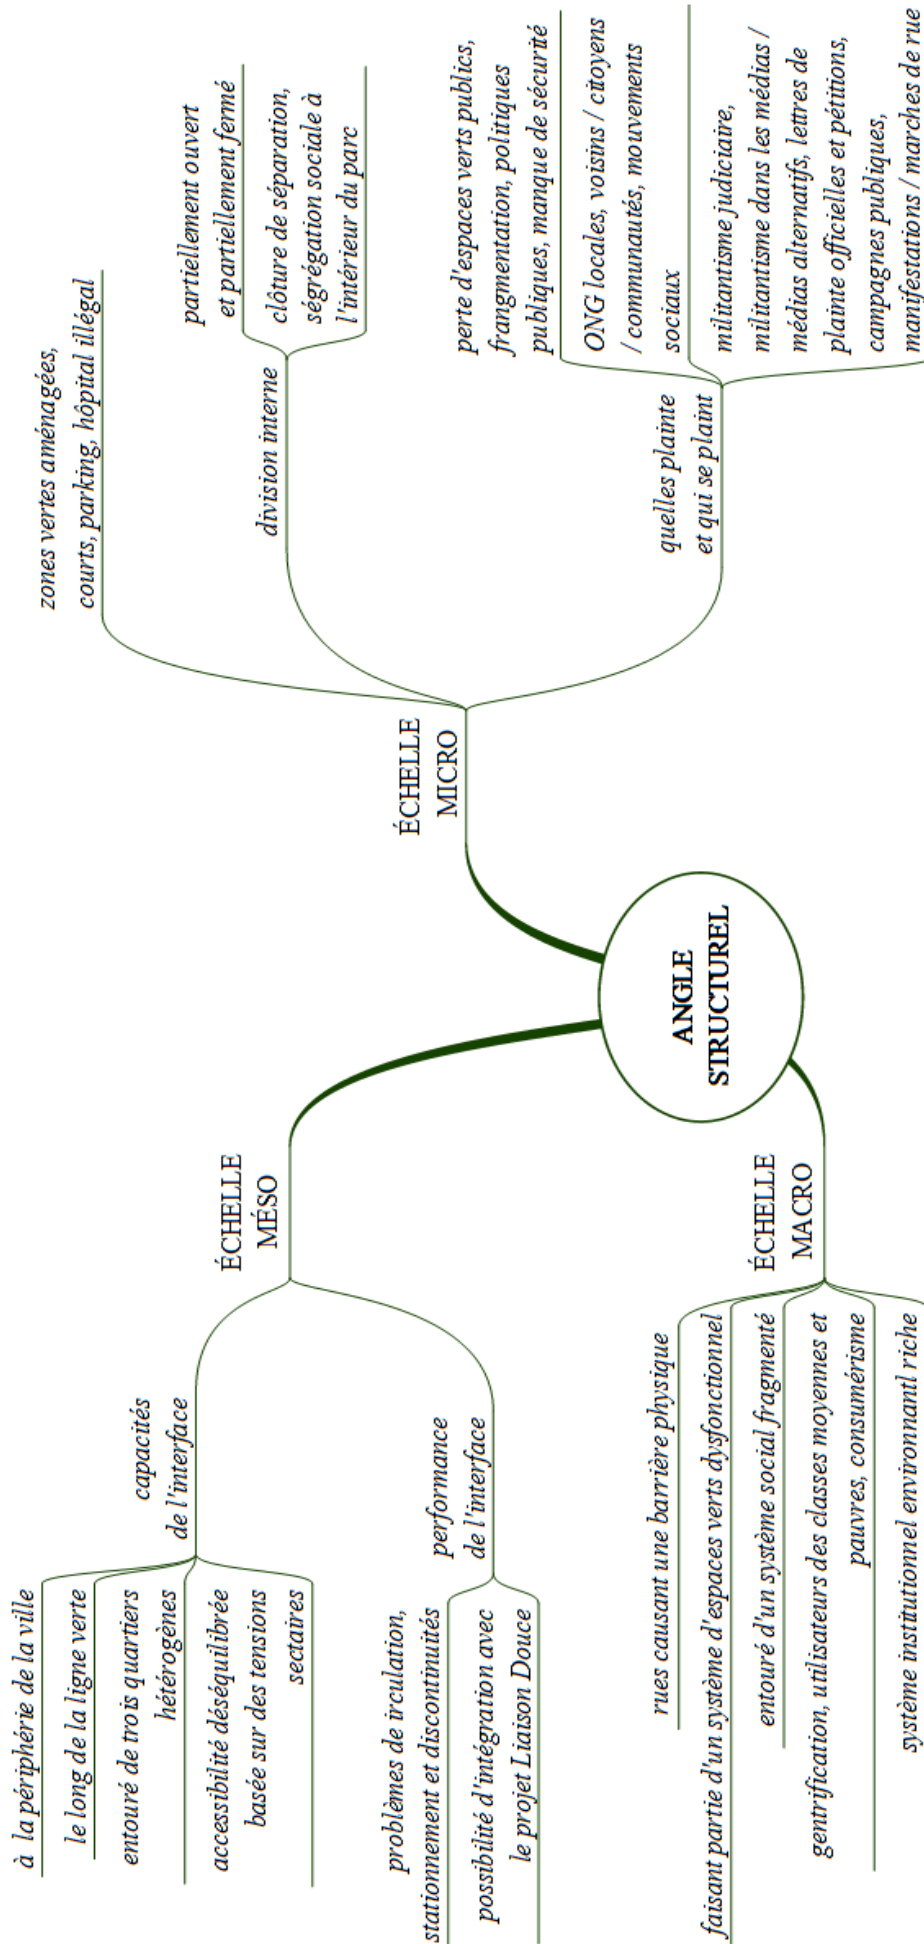 ANGLE
STRUCTUREL
ÉCHELLE
MÉSO
capacités
de l'interface
à la périphérie de la ville
le long de la ligne verte
entouré de trois quartiers
hétérogènes
accessibilité déséquilibrée
basée sur des tensions
sectaires
performance
de l'interface
problèmes de irculation,
stationnement et discontinuités
possibilité d'intégration avec
le projet Liaison Douce
ÉCHELLE
MACRO
rues causant une barrière physique
faisant partie d'un système d'espaces verts dysfonctionnel
entouré d'un système social fragmenté
gentrification, utilisateurs des classes moyennes et
pauvres, consumérisme
système institutionnel environnantl riche
ÉCHELLE
MICRO
zones vertes aménagées,
courts, parking, hôpital illégal
division interne
partiellement ouvert
et partiellement fermé
clôture de séparation,
ségrégation sociale à
l'intérieur du parc
quelles plainte
et qui se plaint
perte d'espaces verts publics,
frangmentation, politiques
publiques, manque de sécurité
ONG locales, voisins / citoyens
/ communautés, mouvements
sociaux
militantisme judiciaire,
militantisme dans les médias /
médias alternatifs, lettres de
plainte officielles et pétitions,
campagnes publiques,
manifestations / marches de rue